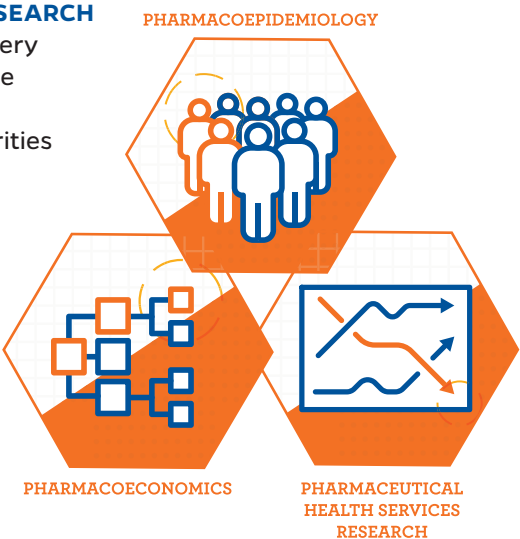 SEARCH
ery
e
rities
PHARMACOEPIDEMIOLOGY
PHARMACOECONOMICS
PHARMACEUTICAL
HEALTH SERVICES
RESEARCH